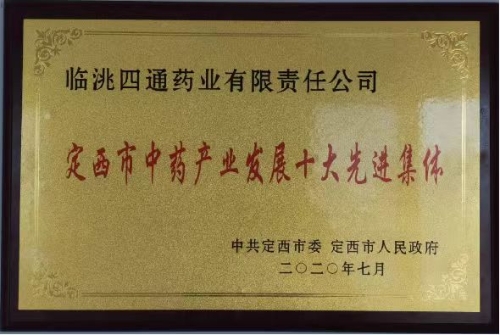 临洮四通药业有限责任公司
定西市中药产业发展十大先进集体
中共定西市委 定西市人民政府
二〇二〇年七月